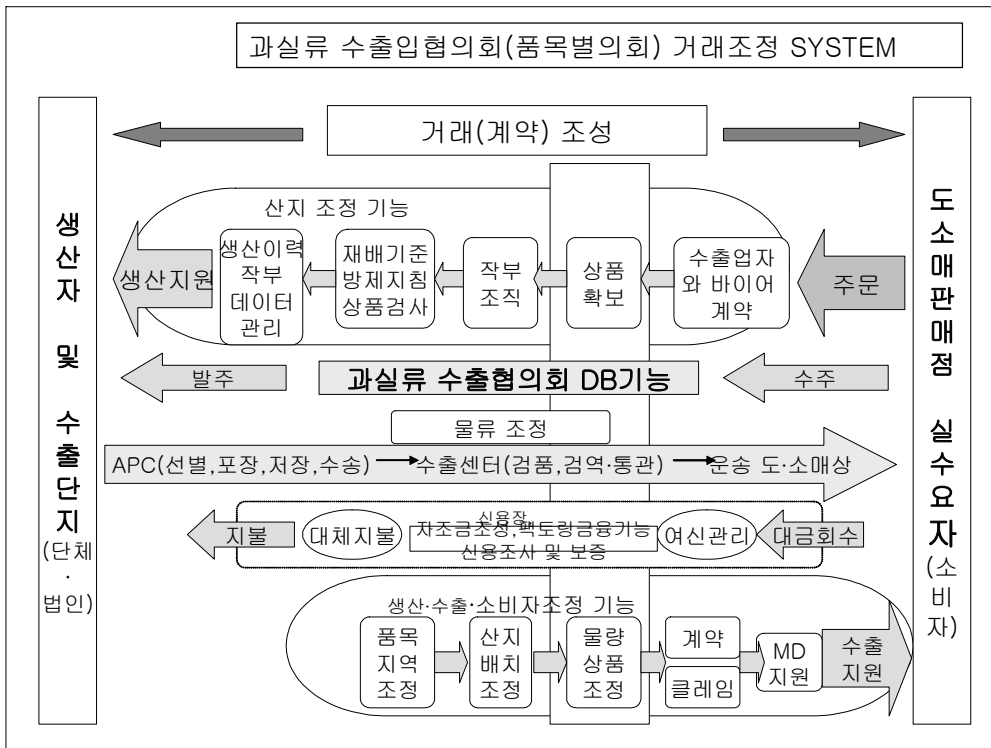 과실류 수출입협의회(품목별의회) 거래조정 SYSTEM
거래(계약) 조성
생산자 및 수출단지
(단체
·
법인)
도소매판매점 실수요자
(소비자)
산지 조정 기능
생산지원
생산이력
작부
데이터
관리
재배기준
방제지침
상품검사
작부
조직
상품
확보
수출업자
와 바이어
계약
주문
발주
과실류 수출협의회 DB기능
수주
물류 조정
APC(선별,포장,저장,수송)
수출센터(검품,검역·통관)
운송 도·소매상
지불
대체지불
신용장
자조금조성,팩토링금융기능
신용조사 및 보증
여신관리
대금회수
생산·수출·소비자조정 기능
품목
지역
조정
산지
배치
조정
물량
상품
조정
계약
클레임
MD
지원
수출
지원